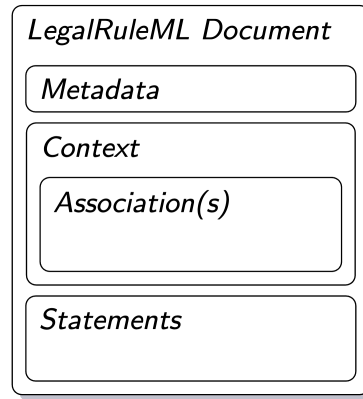 LegalRuleML Document
Metadata
Context
Association(s)
Statements